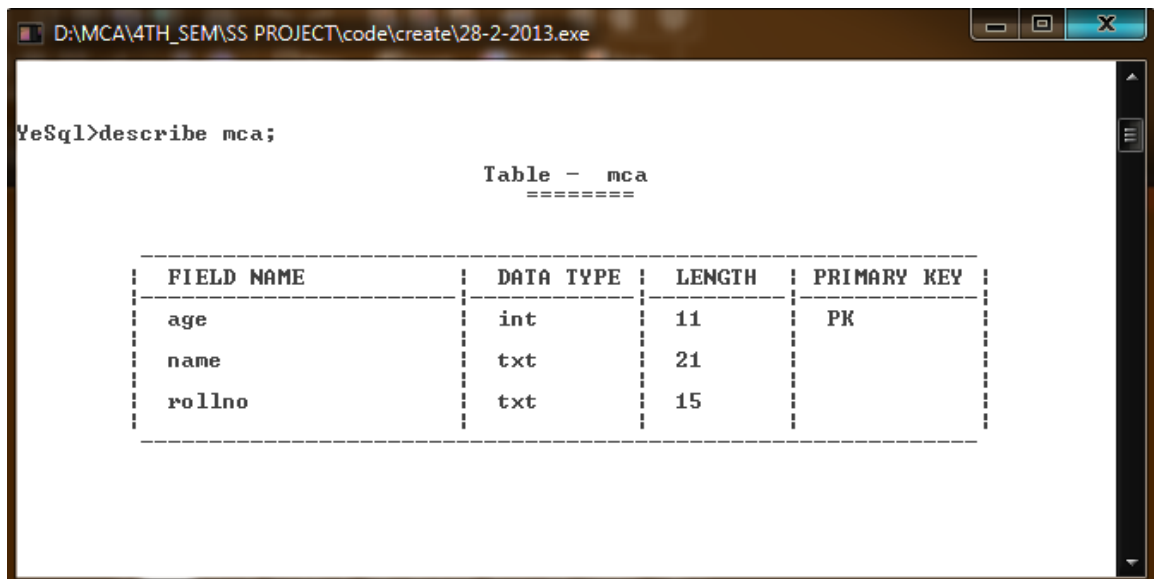 D:\MCA\4TH_SEM\SS PROJECT\code\create\28-2-2013.exe
YeSql>describe mca;
Table - mca
========
FIELD NAME | DATA TYPE | LENGTH | PRIMARY KEY
age | int | 11 | PK
name | txt | 21
rollno | txt | 15